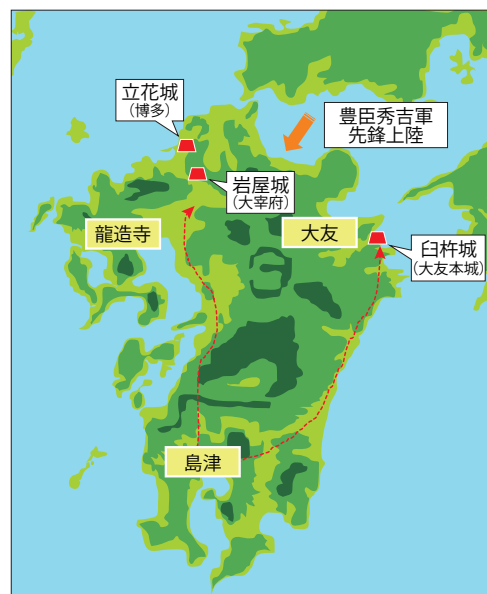 立花城
(博多)
豊臣秀吉軍
先鋒上陸
岩屋城
(大宰府)
龍造寺
大友
臼杵城
(大友本城)
島津